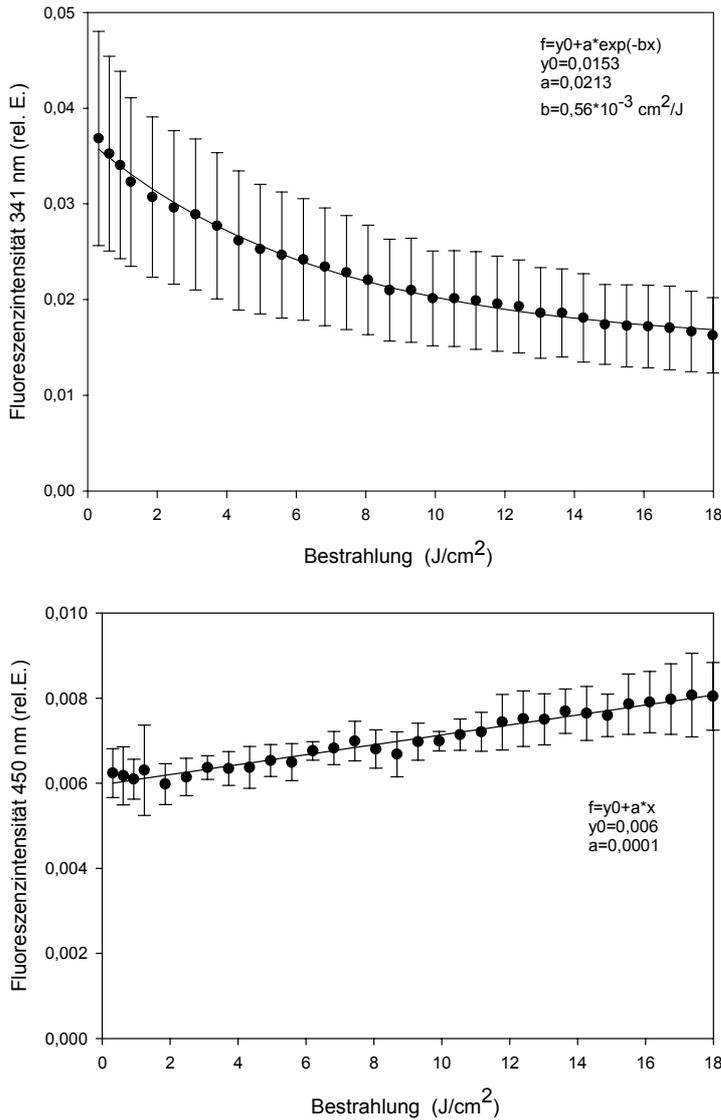 0,05
f=y0+a*exp(-bx)
y0=0,0153
a=0,0213
b=0,56*10⁻³ cm²/J
0,04
0,03
0,02
0,01
0,00
Fluoreszenzintensität 341 nm (rel. E.)
0 2 4 6 8 10 12 14 16 18
Bestrahlung (J/cm²)
0,010
0,008
0,006
0,004
0,002
0,000
Fluoreszenzintensität 450 nm (rel.E.)
f=y0+a*x
y0=0,006
a=0,0001
0 2 4 6 8 10 12 14 16 18
Bestrahlung (J/cm²)